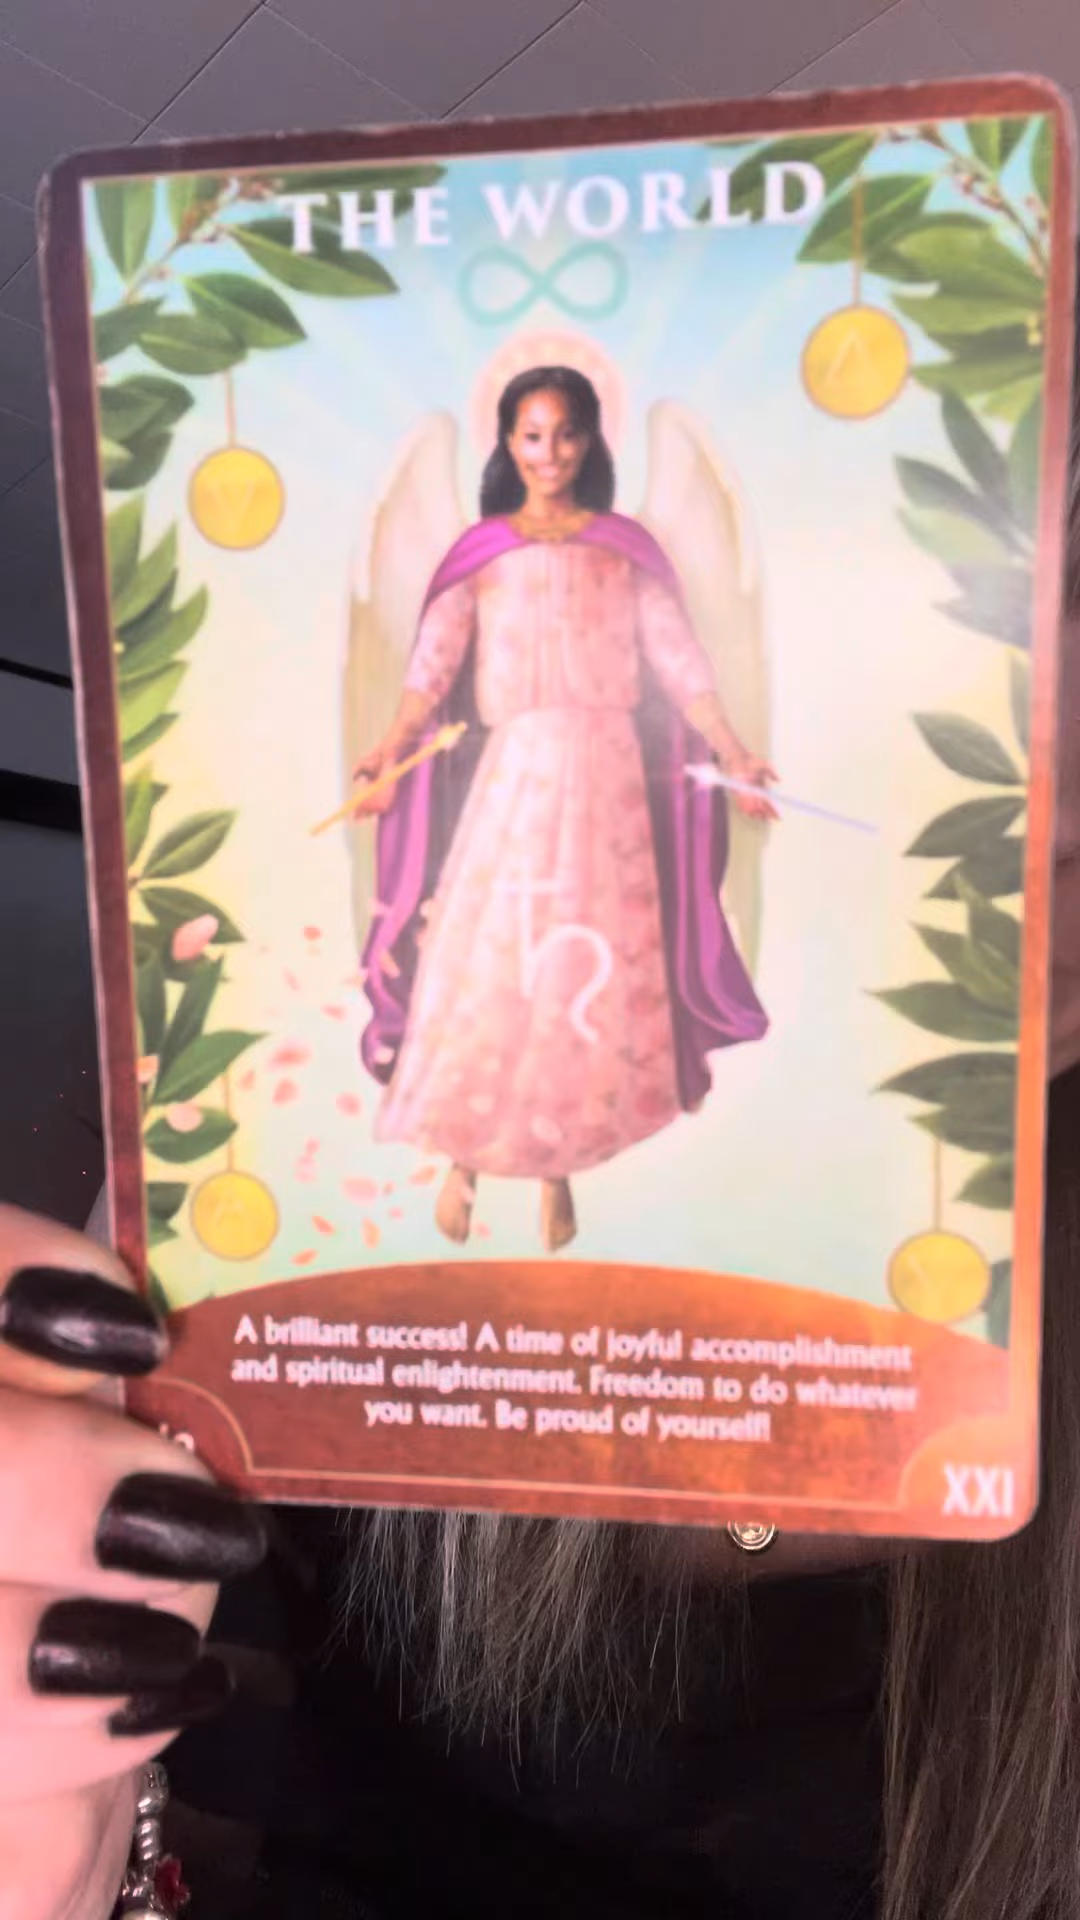 THE WORLD
A brilliant success! A time of joyful accomplishment
and spiritual enlightenment. Freedom to do whatever
you want. Be proud of yourself!
XXI